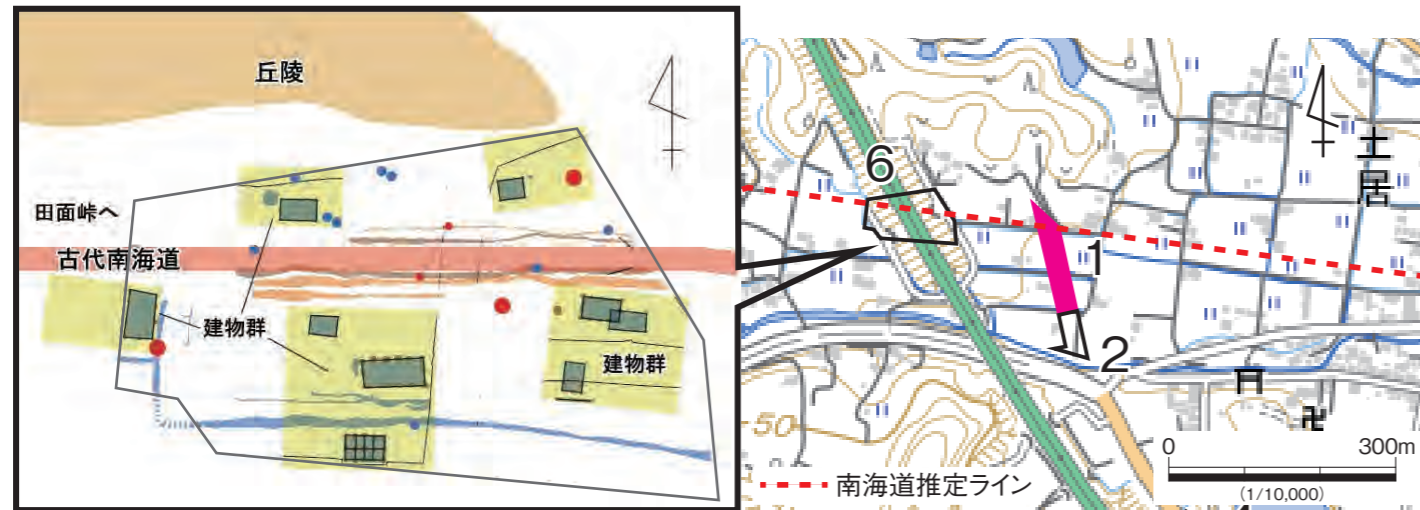 丘陵
田面峠へ
古代南海道
建物群
建物群
6
1
2
土居
50
0 300m
(1/10,000)
南海道推定ライン